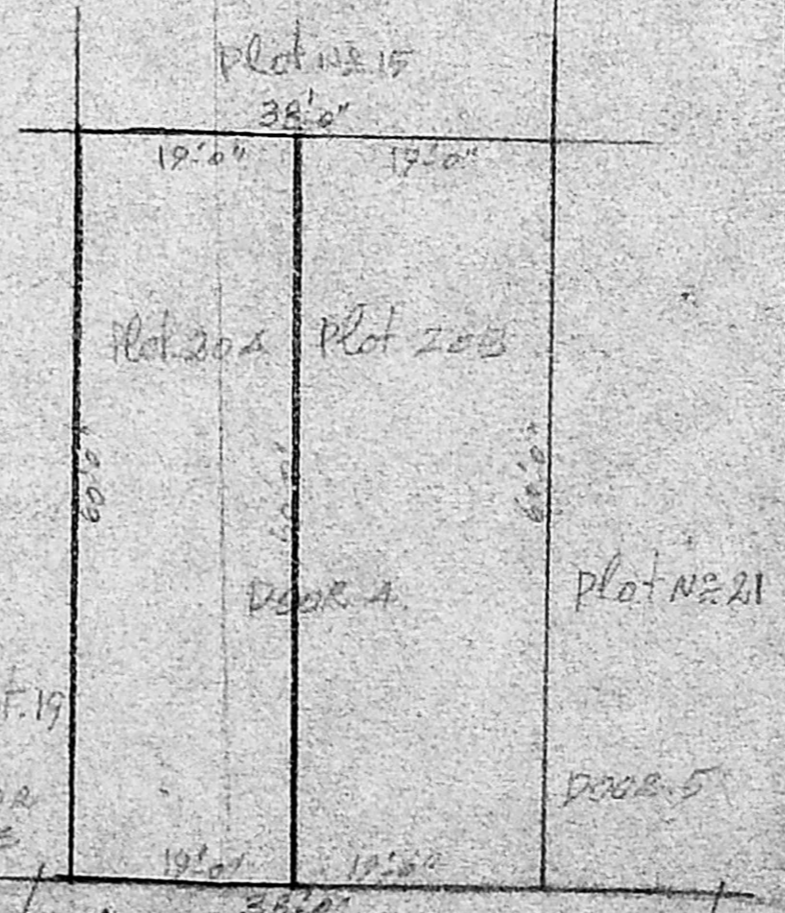 Plot No 15
38'-0"
19'-0" 19'-0"
Plot 20A Plot 20B
60'-0" 60'-0" 60'-0"
DOOR 4.
Plot No 21
t.19
DOOR 5
19'-0" 19'-0"
38'-0"